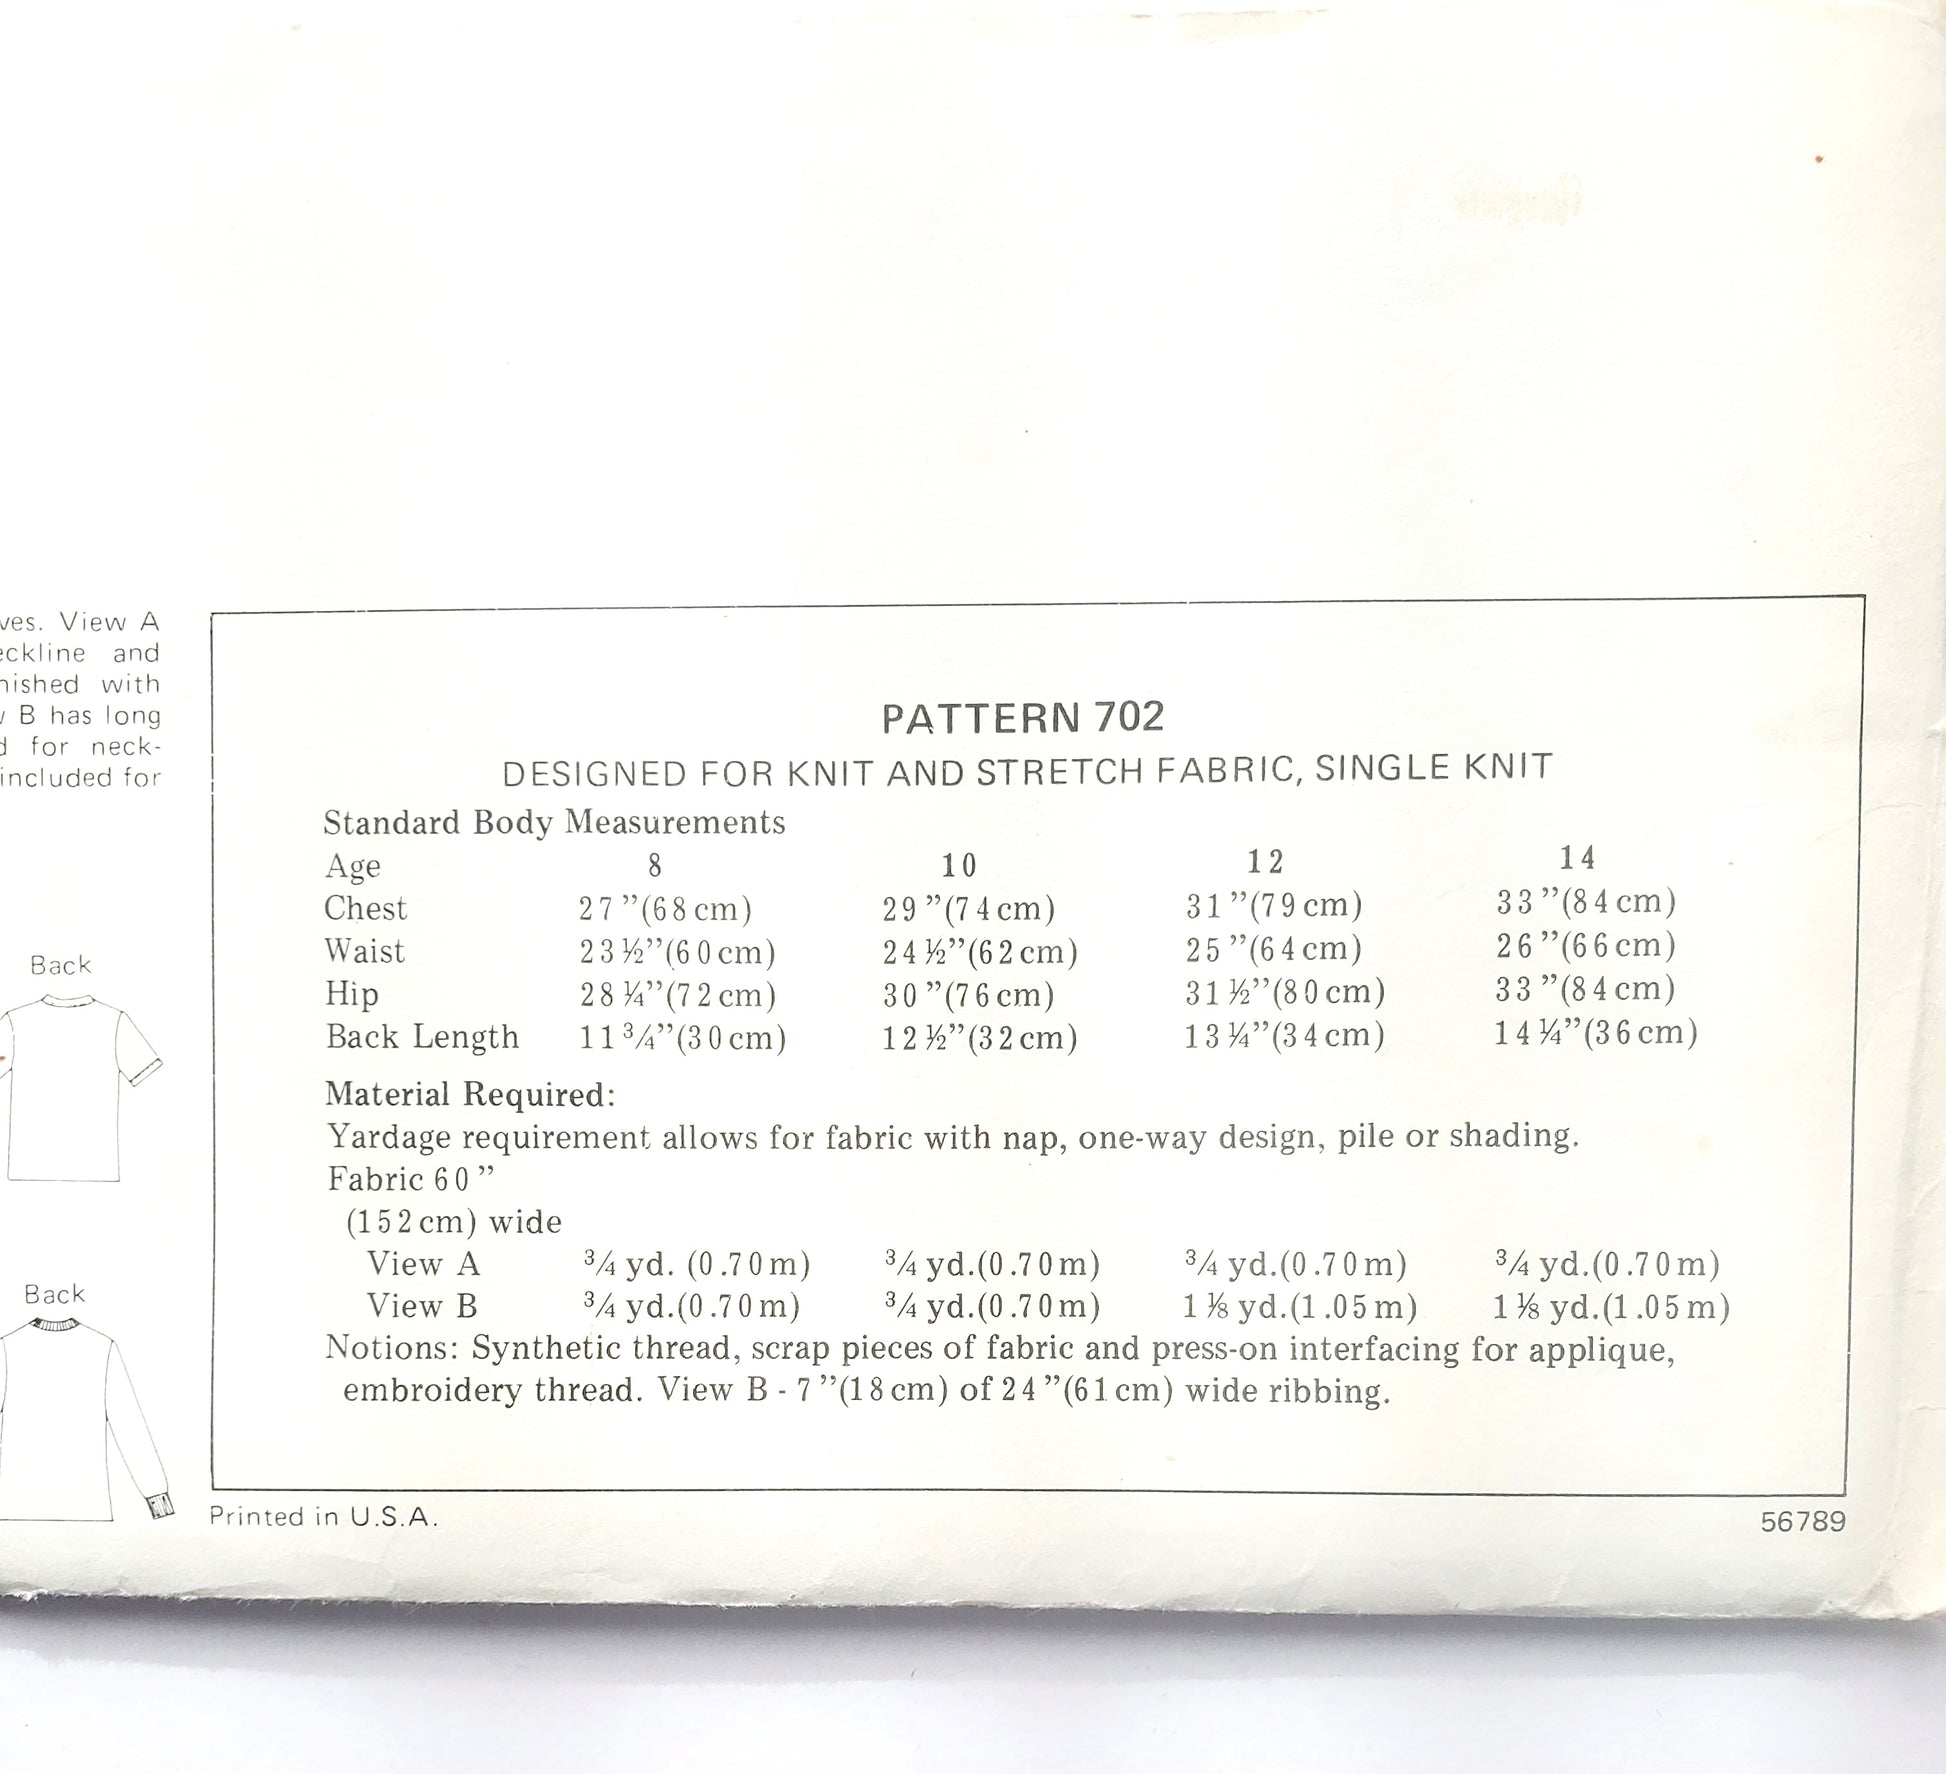 View A
and
with
B has long
for neck-
included for
Back
Back
PATTERN 702
DESIGNED FOR KNIT AND STRETCH FABRIC, SINGLE KNIT
Standard Body Measurements
Age 8 10 12 14
Chest 27”(68cm) 29”(74cm) 31”(79cm) 33”(84cm)
Waist 23½”(60cm) 24½”(62cm) 25”(64cm) 26”(66cm)
Hip 28¼”(72cm) 30”(76cm) 31½”(80cm) 33”(84cm)
Back Length 11¾”(30cm) 12½”(32cm) 13¼”(34cm) 14¼”(36cm)
Material Required:
Yardage requirement allows for fabric with nap, one-way design, pile or shading.
Fabric 60”
(152cm) wide
View A ¾ yd. (0.70m) ¾ yd.(0.70m) ¾ yd.(0.70m) ¾ yd.(0.70m)
View B ¾ yd.(0.70m) ¾ yd.(0.70m) 1⅛ yd.(1.05m) 1⅛ yd.(1.05m)
Notions: Synthetic thread, scrap pieces of fabric and press-on interfacing for applique,
embroidery thread. View B - 7”(18cm) of 24”(61cm) wide ribbing.
Printed in U.S.A.
56789